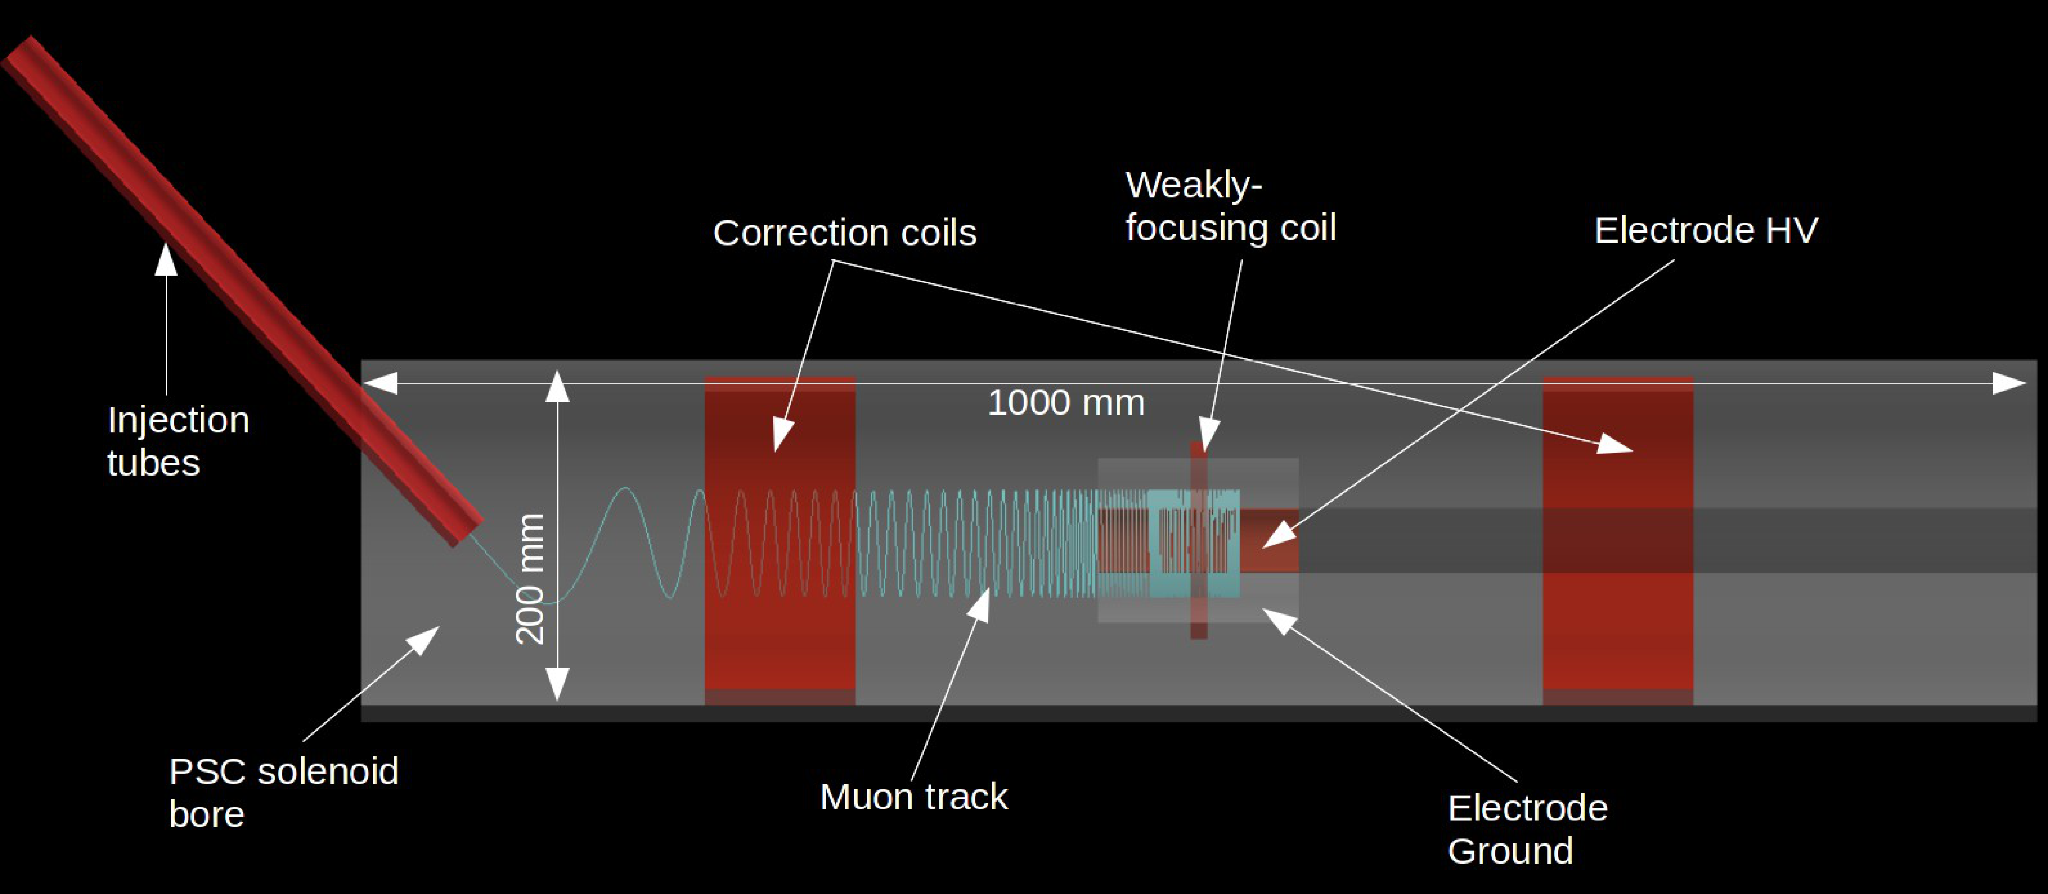 Weakly-
focusing coil
Correction coils
Electrode HV
1000 mm
Injection
tubes
200 mm
PSC solenoid
bore
Muon track
Electrode
Ground